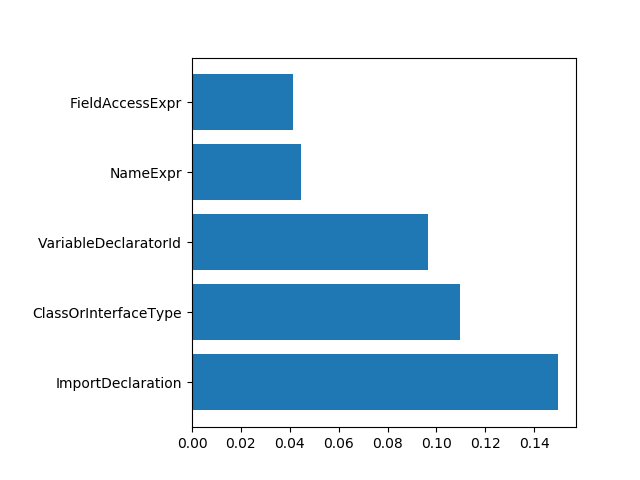 FieldAccessExpr
NameExpr
VariableDeclaratorId
ClassOrInterfaceType
ImportDeclaration
0.00 0.02 0.04 0.06 0.08 0.10 0.12 0.14